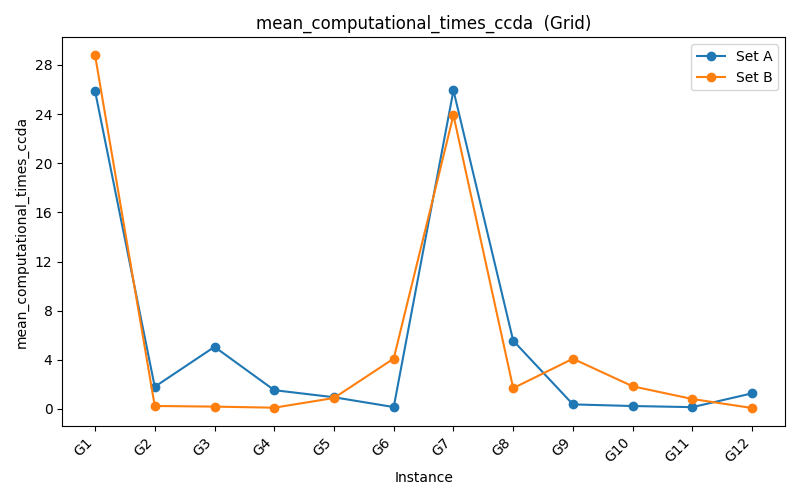 mean_computational_times_ccda  (Grid)
Set A
Set B
mean_computational_times_ccda
28
24
20
16
12
8
4
0
G1
G2
G3
G4
G5
G6
G7
G8
G9
G10
G11
G12
Instance